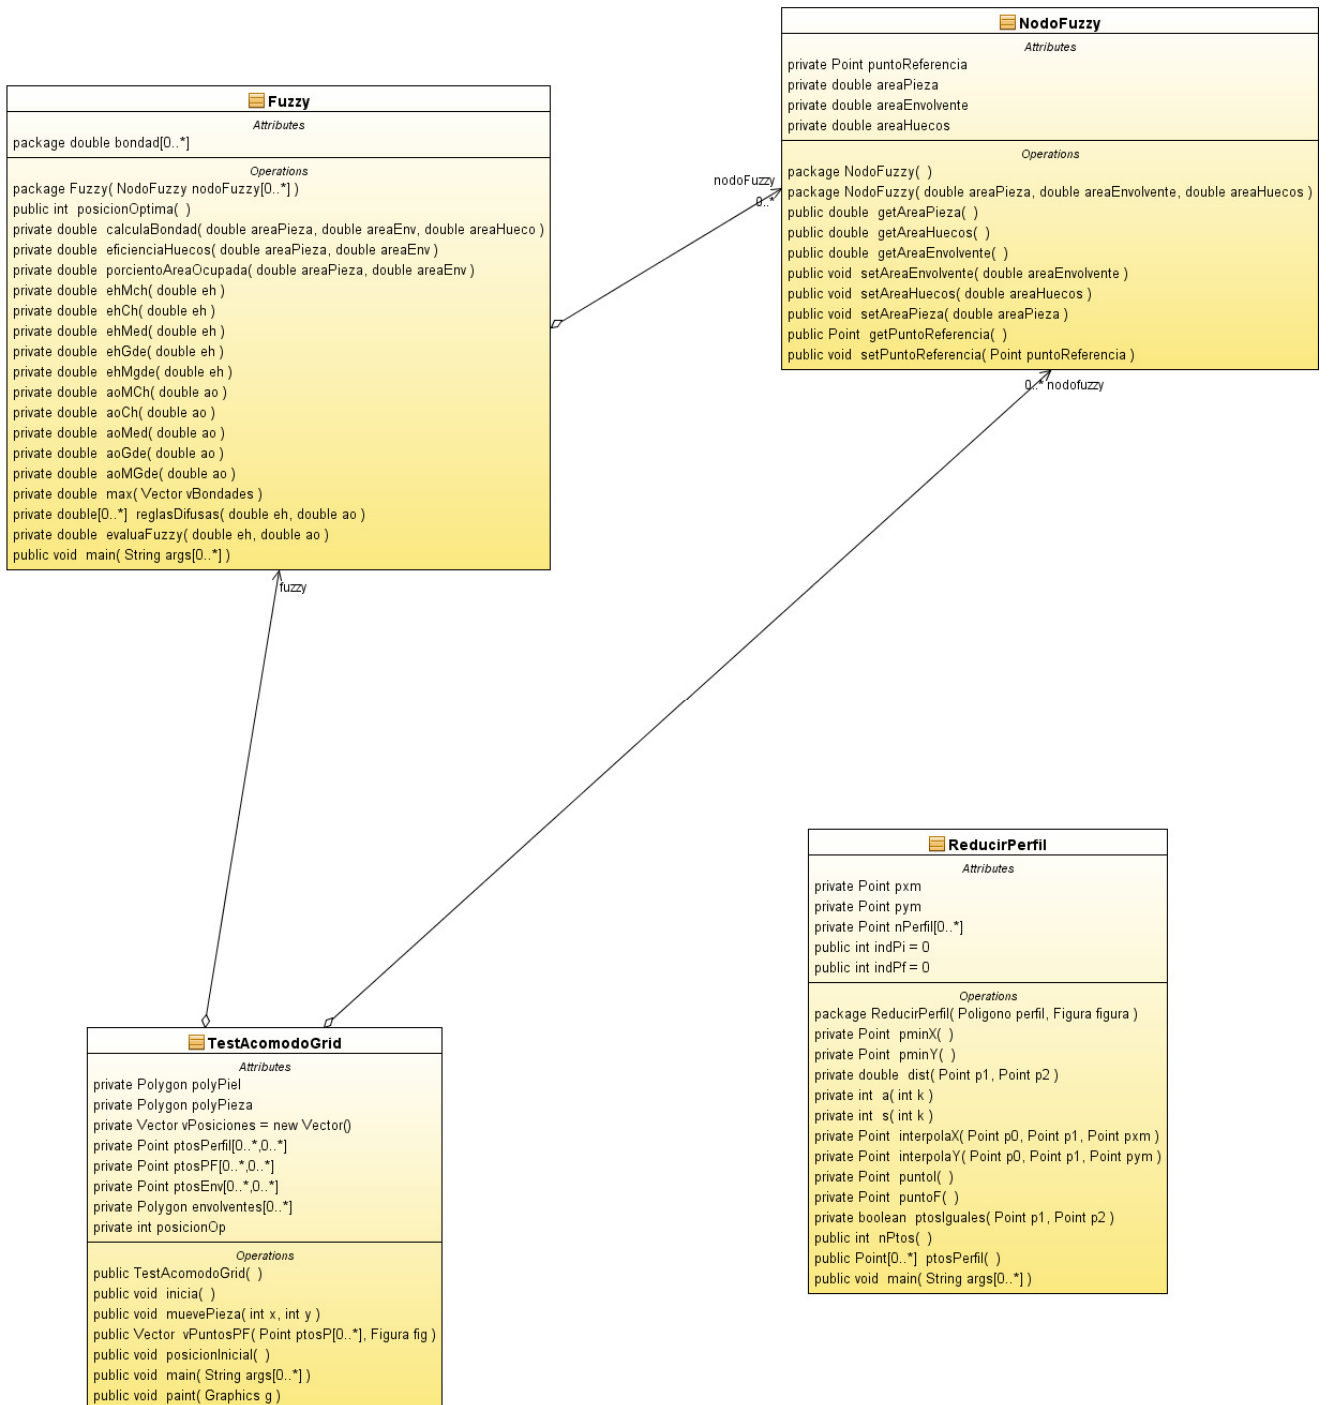 NodoFuzzy
Attributes
private Point puntoReferencia
private double areaPieza
private double areaEnvolvente
private double areaHuecos
Operations
package NodoFuzzy( )
package NodoFuzzy( double areaPieza, double areaEnvolvente, double areaHuecos )
public double getAreaPieza( )
public double getAreaHuecos( )
public double getAreaEnvolvente( )
public void setAreaEnvolvente( double areaEnvolvente )
public void setAreaHuecos( double areaHuecos )
public void setAreaPieza( double areaPieza )
public Point getPuntoReferencia( )
public void setPuntoReferencia( Point puntoReferencia )
Fuzzy
Attributes
package double bondad[0..*]
Operations
package Fuzzy( NodoFuzzy nodoFuzzy[0..*] )
public int posicionOptima( )
private double calculaBondad( double areaPieza, double areaEnv, double areaHueco )
private double eficienciaHuecos( double areaPieza, double areaEnv )
private double porcientoAreaOcupada( double areaPieza, double areaEnv )
private double ehMch( double eh )
private double ehCh( double eh )
private double ehMed( double eh )
private double ehGde( double eh )
private double ehMgde( double eh )
private double aoMCh( double ao )
private double aoCh( double ao )
private double aoMed( double ao )
private double aoGde( double ao )
private double aoMGde( double ao )
private double max( Vector vBondades )
private double[0..*] reglasDifusas( double eh, double ao )
private double evaluaFuzzy( double eh, double ao )
public void main( String args[0..*] )
nodoFuzzy
0..*
0..* nodofuzzy
fuzzy
ReducirPerfil
Attributes
private Point pxm
private Point pym
private Point nPerfil[0..*]
public int indPi = 0
public int indPf = 0
Operations
package ReducirPerfil( Poligono perfil, Figura figura )
private Point pminX( )
private Point pminY( )
private double dist( Point p1, Point p2 )
private int a( int k )
private int s( int k )
private Point interpolaX( Point p0, Point p1, Point pxm )
private Point interpolaY( Point p0, Point p1, Point pym )
private Point puntoI( )
private Point puntoF( )
private boolean ptosIguales( Point p1, Point p2 )
public int nPtos( )
public Point[0..*] ptosPerfil( )
public void main( String args[0..*] )
TestAcomodoGrid
Attributes
private Polygon polyPiel
private Polygon polyPieza
private Vector vPosiciones = new Vector()
private Point ptosPerfil[0..*,0..*]
private Point ptosPF[0..*,0..*]
private Point ptosEnv[0..*,0..*]
private Polygon envolventes[0..*]
private int posicionOp
Operations
public TestAcomodoGrid( )
public void inicia( )
public void muevePieza( int x, int y )
public Vector vPuntosPF( Point ptosP[0..*], Figura fig )
public void posicionInicial( )
public void main( String args[0..*] )
public void paint( Graphics g )